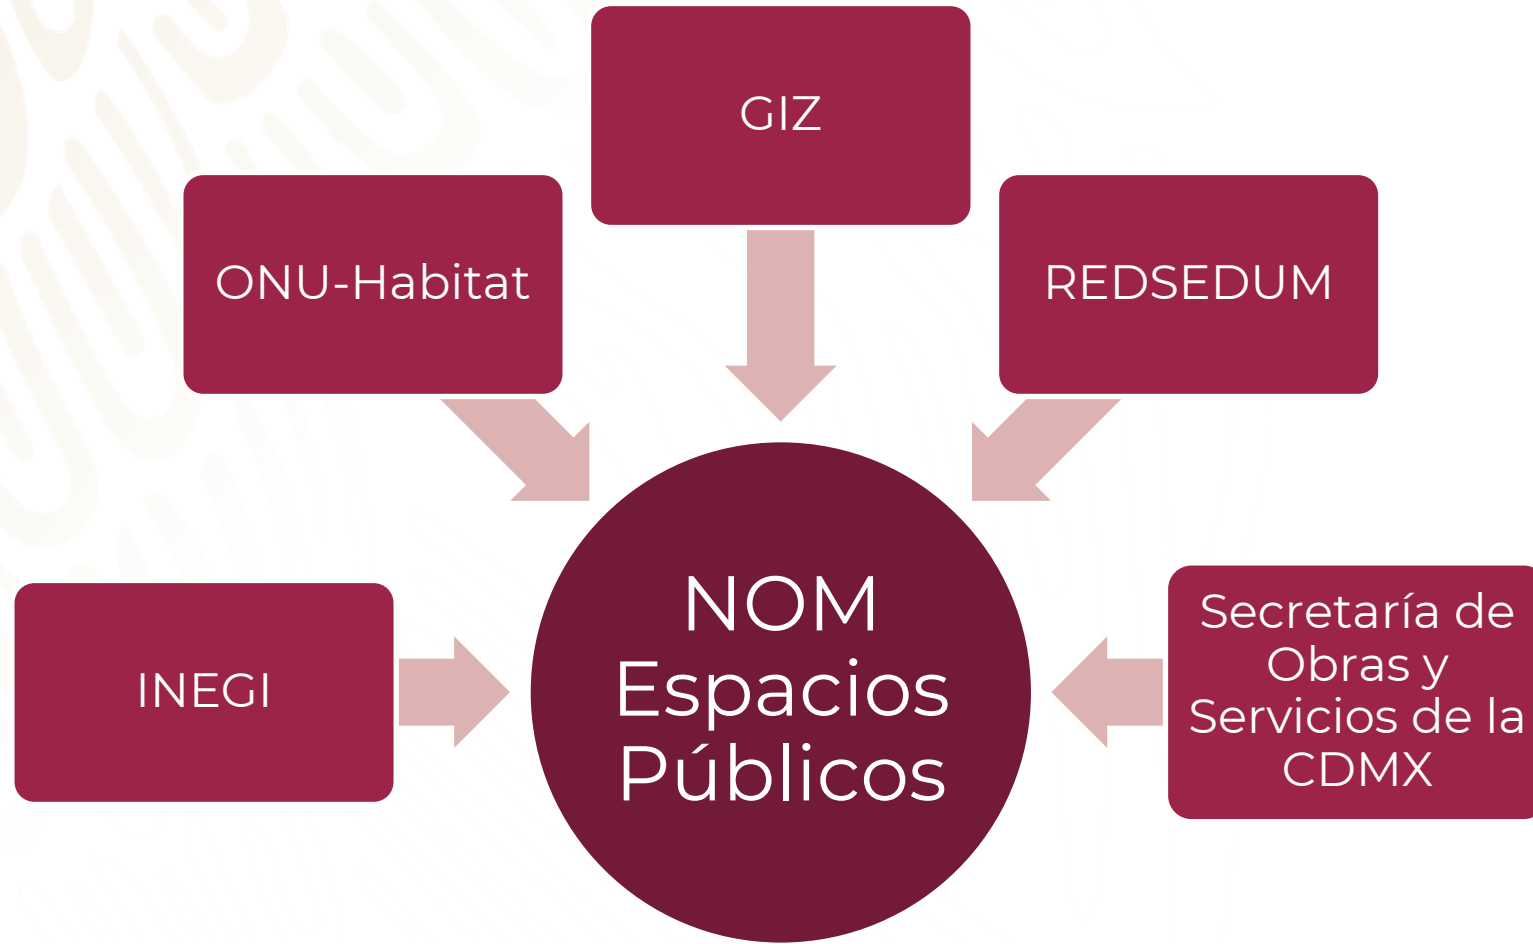 GIZ
ONU-Habitat
REDSEDUM
INEGI
NOM
Espacios
Públicos
Secretaría de
Obras y
Servicios de la
CDMX